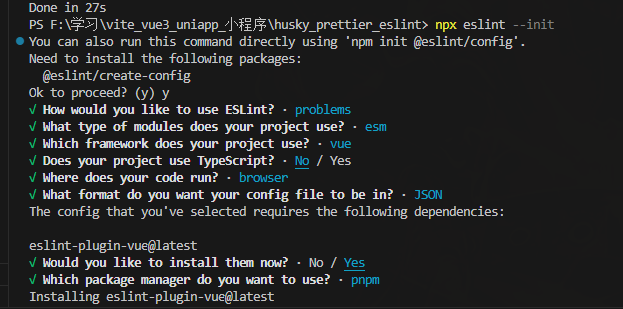 Done in 27s
PS F:\学习\vite_vue3_uniapp_小程序\husky_prettier_eslint> npx eslint --init
You can also run this command directly using 'npm init @eslint/config'.
Need to install the following packages:
  @eslint/create-config
Ok to proceed? (y) y
√ How would you like to use ESLint? · problems
√ What type of modules does your project use? · esm
√ Which framework does your project use? · vue
√ Does your project use TypeScript? · No / Yes
√ Where does your code run? · browser
√ What format do you want your config file to be in? · JSON
The config that you've selected requires the following dependencies:

eslint-plugin-vue@latest
√ Would you like to install them now? · No / Yes
√ Which package manager do you want to use? · pnpm
Installing eslint-plugin-vue@latest